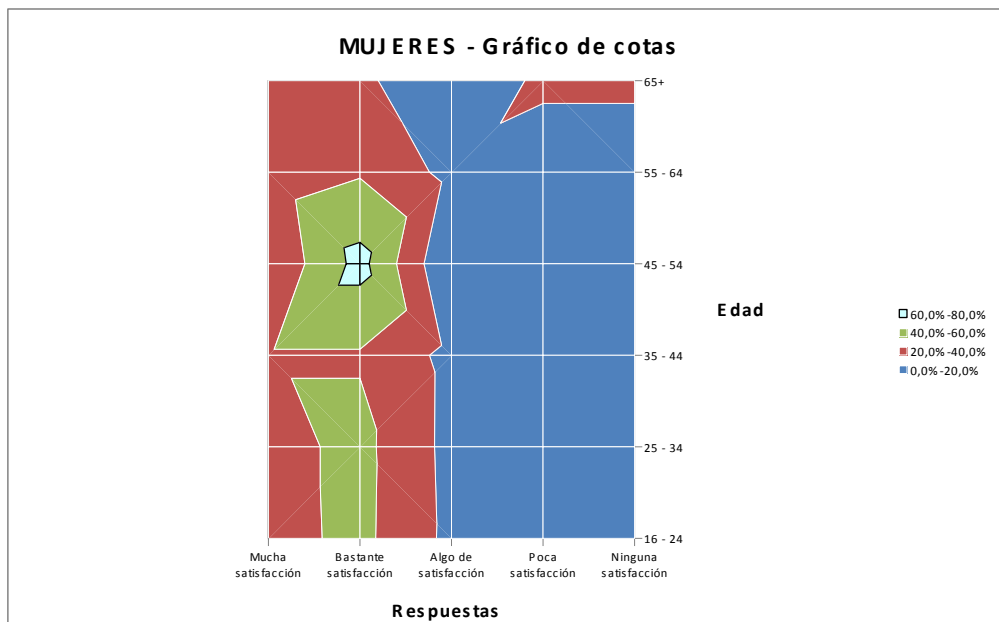 MUJERES - Gráfico de cotas
65+
55 - 64
45 - 54
35 - 44
25 - 34
16 - 24
Edad
60,0%-80,0%
40,0%-60,0%
20,0%-40,0%
0,0%-20,0%
Mucha satisfacción
Bastante satisfacción
Algo de satisfacción
Poca satisfacción
Ninguna satisfacción
Respuestas